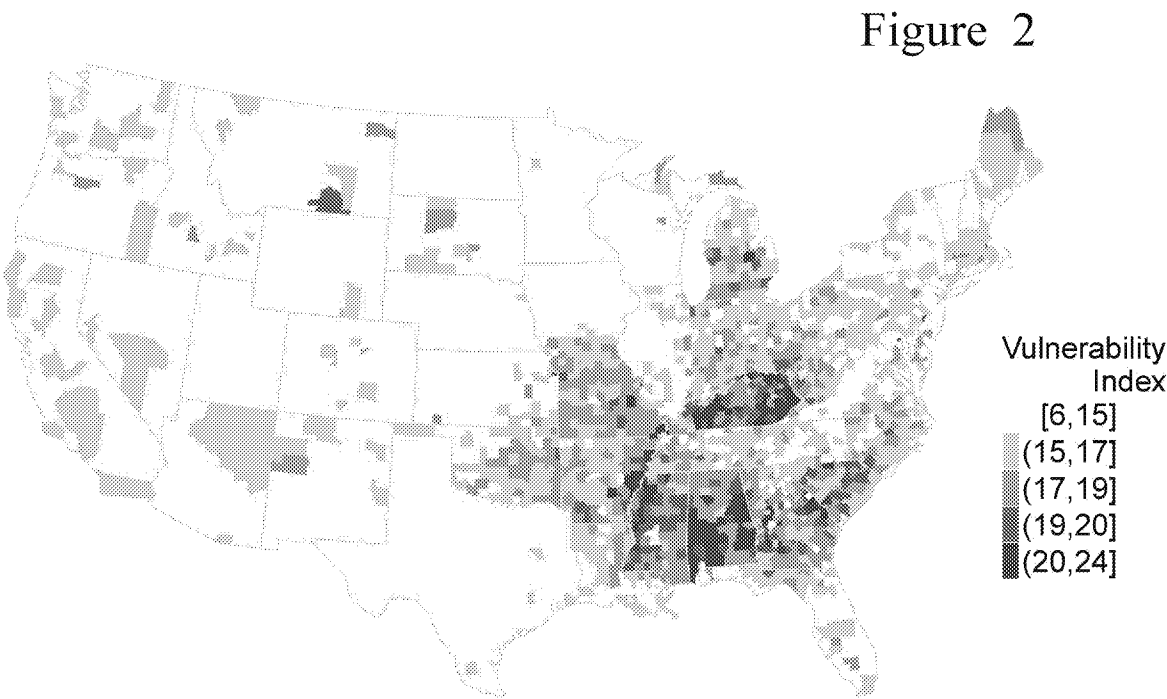 Figure 2
Vulnerability
Index
[6,15]
(15,17]
(17,19]
(19,20]
(20,24]